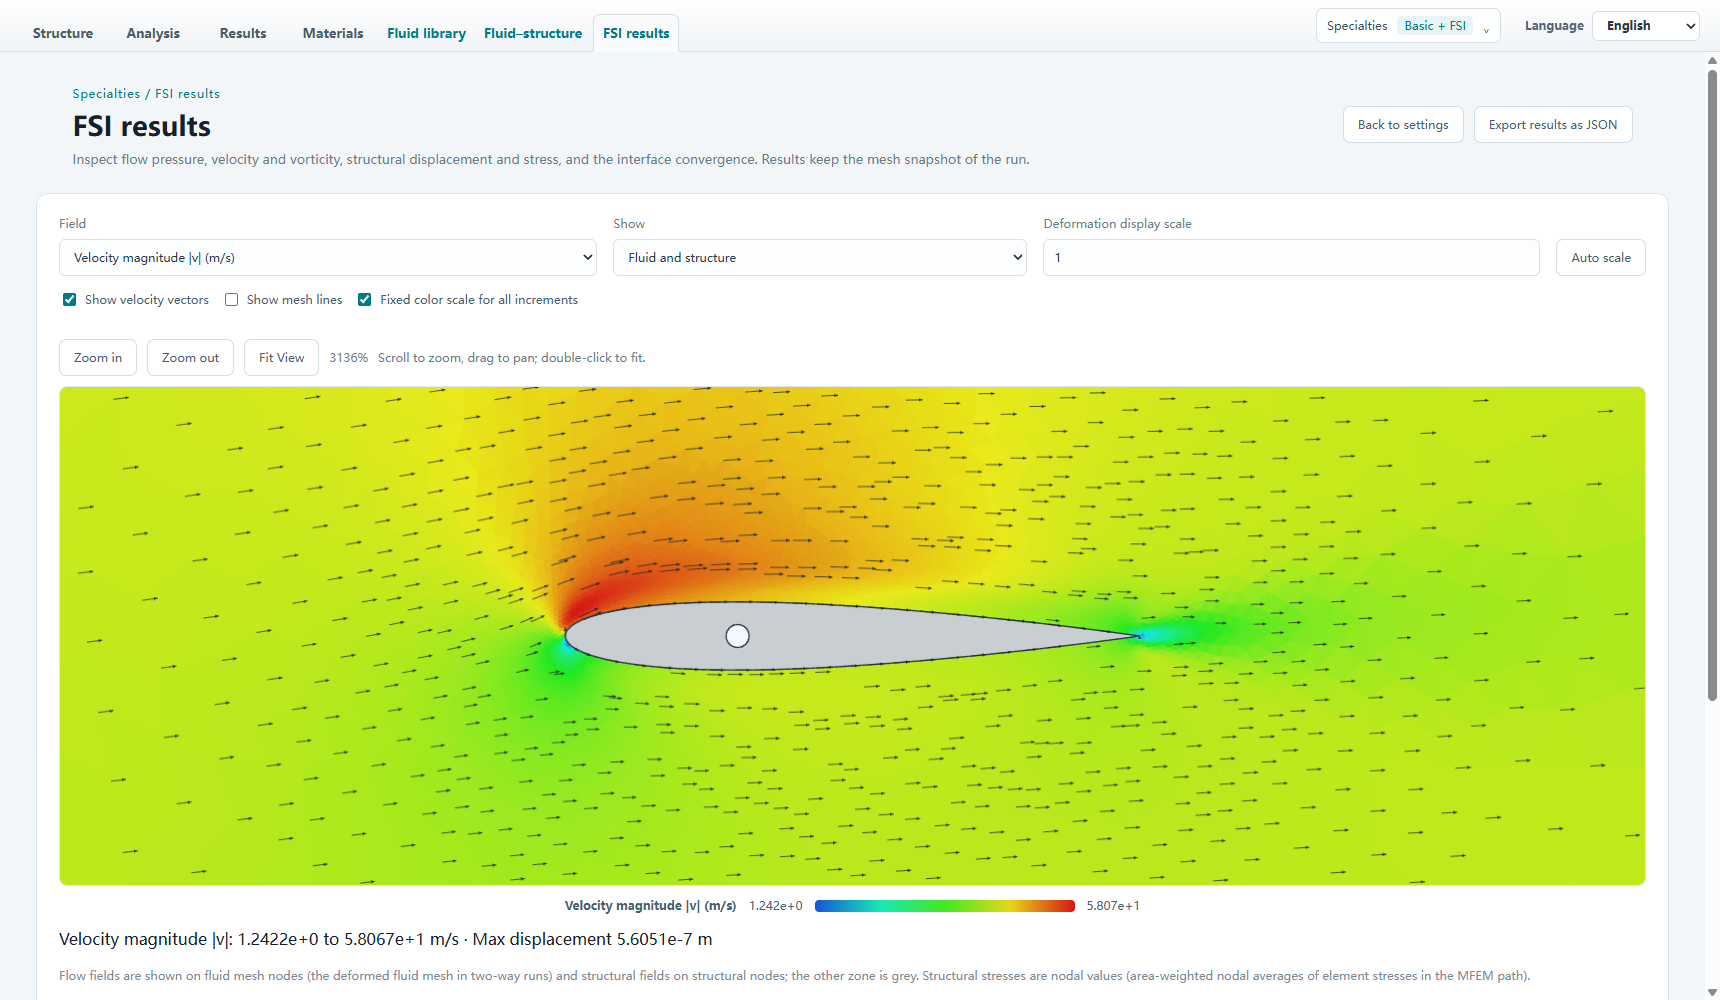 Structure Analysis Results Materials Fluid library Fluid–structure FSI results Specialties Basic + FSI Language English
Specialties / FSI results
FSI results
Back to settings Export results as JSON
Inspect flow pressure, velocity and vorticity, structural displacement and stress, and the interface convergence. Results keep the mesh snapshot of the run.
Field Show Deformation display scale
Velocity magnitude |v| (m/s) Fluid and structure 1 Auto scale
Show velocity vectors Show mesh lines Fixed color scale for all increments
Zoom in Zoom out Fit View 3136% Scroll to zoom, drag to pan; double-click to fit.
Velocity magnitude |v| (m/s) 1.242e+0 5.807e+1
Velocity magnitude |v|: 1.2422e+0 to 5.8067e+1 m/s · Max displacement 5.6051e-7 m
Flow fields are shown on fluid mesh nodes (the deformed fluid mesh in two-way runs) and structural fields on structural nodes; the other zone is grey. Structural stresses are nodal values (area-weighted nodal averages of element stresses in the MFEM path).